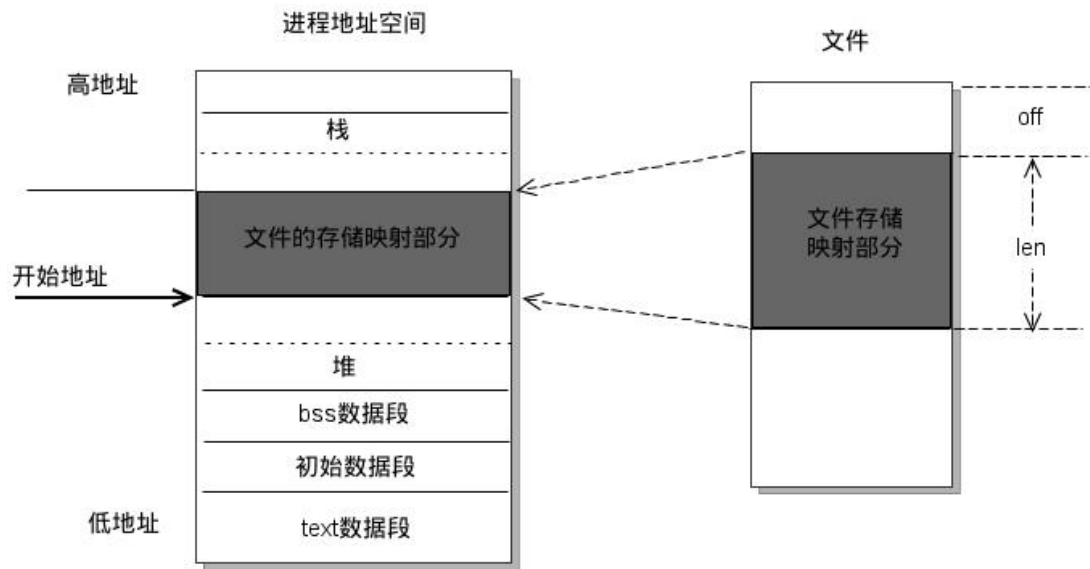 进程地址空间
文件
高地址
栈
off
文件的存储映射部分
文件存储
映射部分
len
开始地址
堆
bss数据段
初始数据段
低地址
text数据段